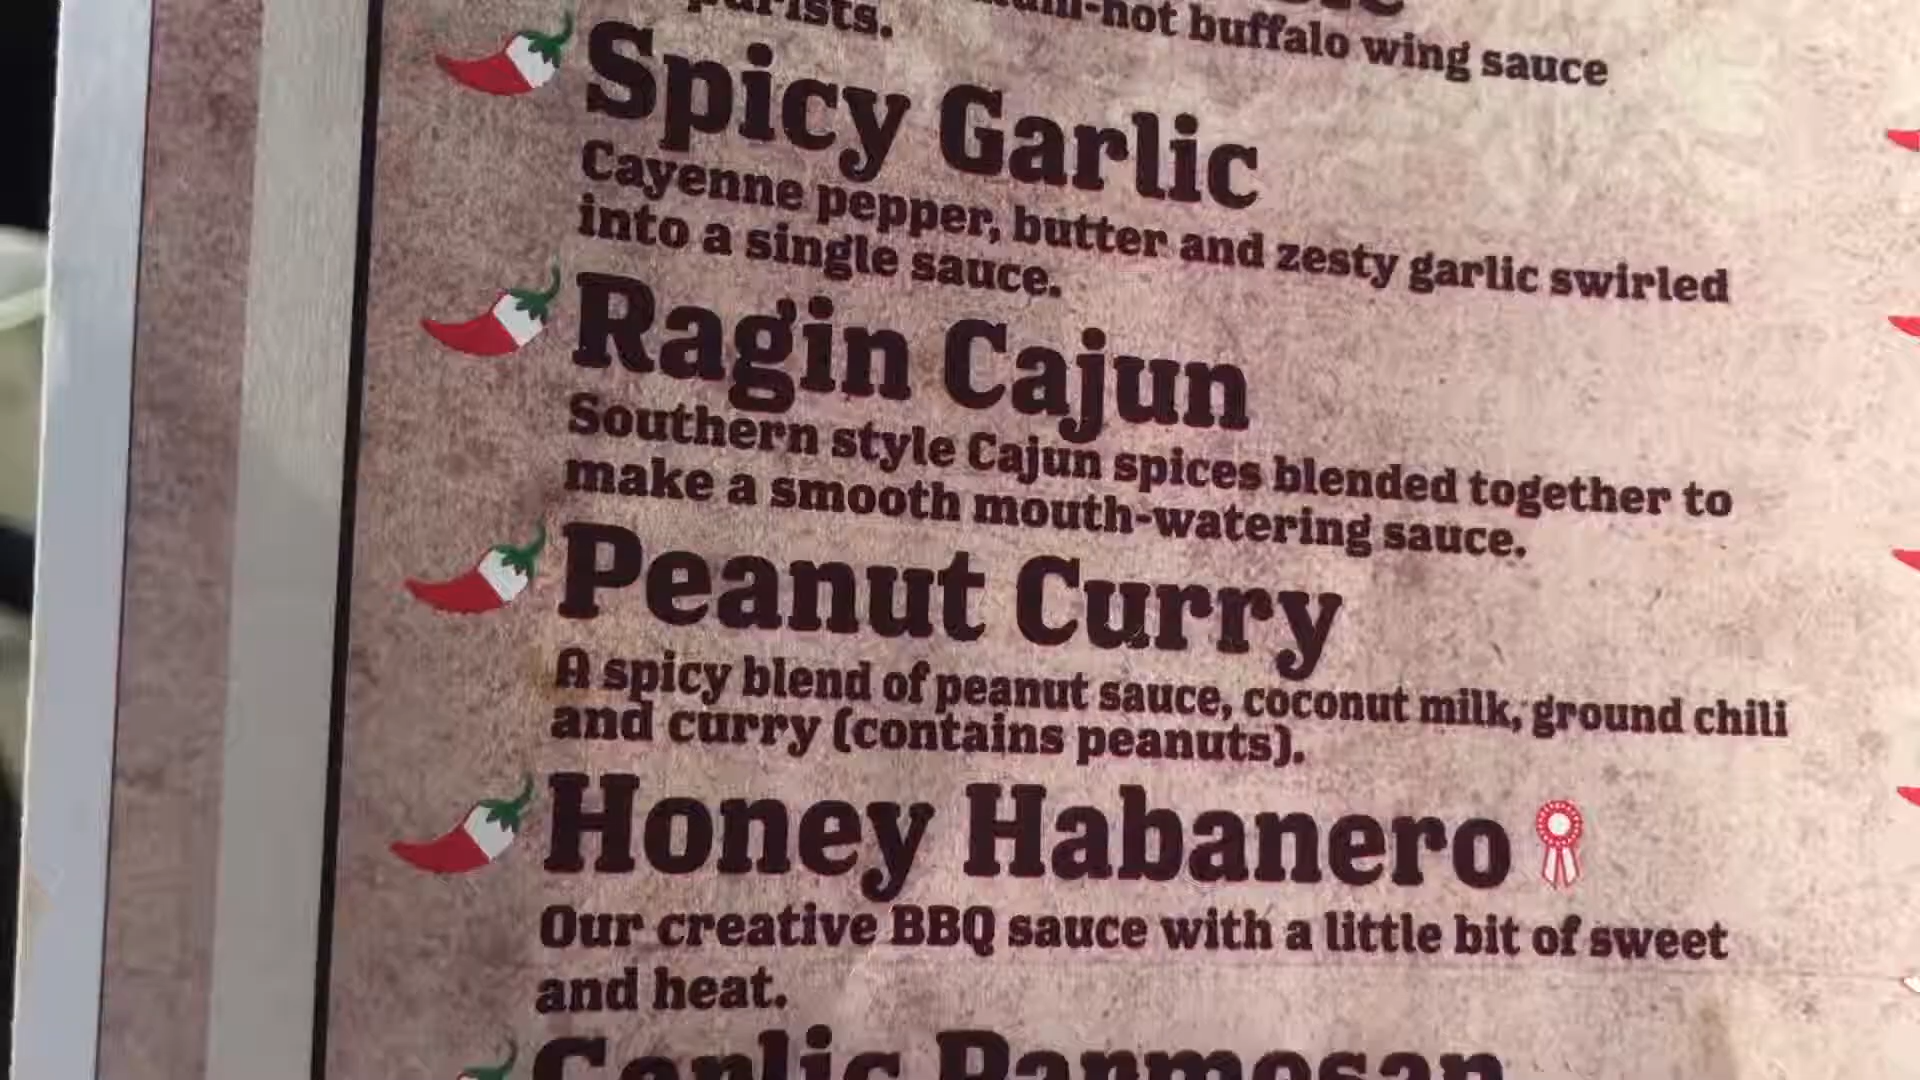 hot buffalo wing sauce
Spicy Garlic
Cayenne pepper, butter and zesty garlic swirled
into a single sauce.
Ragin Cajun
Southern style Cajun spices blended together to
make a smooth mouth-watering sauce.
Peanut Curry
A spicy blend of peanut sauce, coconut milk, ground chili
and curry (contains peanuts).
Honey Habanero
Our creative BBQ sauce with a little bit of sweet
and heat.
Garlic Parmesan